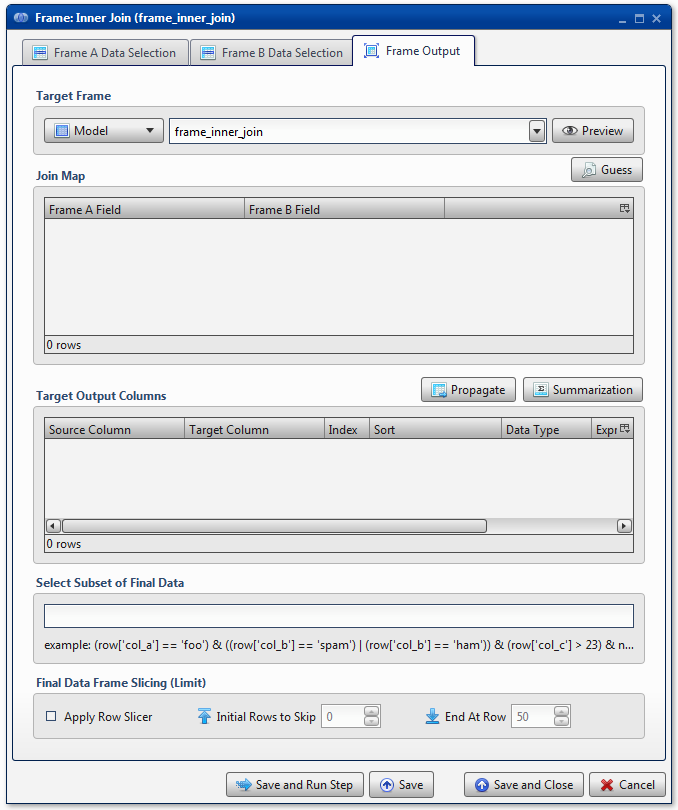 Frame: Inner Join (frame_inner_join)
Frame A Data Selection
Frame B Data Selection
Frame Output
Target Frame
Model
frame_inner_join
Preview
Guess
Join Map
Frame A Field
Frame B Field
0 rows
Propagate
Summarization
Target Output Columns
Source Column
Target Column
Index
Sort
Data Type
Expr
0 rows
Select Subset of Final Data
example: (row['col_a'] == 'foo') & ((row['col_b'] == 'spam') | (row['col_b'] == 'ham')) & (row['col_c'] > 23) & n...
Final Data Frame Slicing (Limit)
Apply Row Slicer
Initial Rows to Skip
0
End At Row
50
Save and Run Step
Save
Save and Close
Cancel